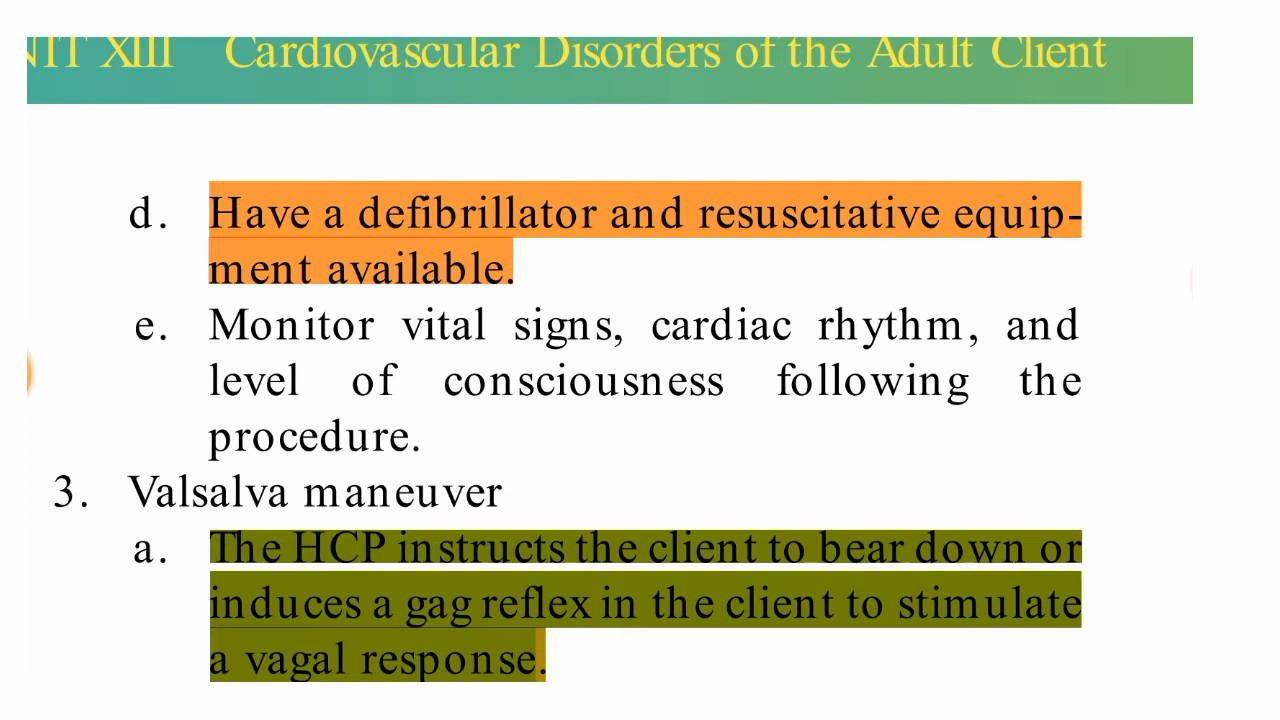 NIT XIII Cardiovascular Disorders of the Adult Client
d. Have a defibrillator and resuscitative equip-
ment available.
e. Monitor vital signs, cardiac rhythm, and
level of consciousness following the
procedure.
3. Valsalva maneuver
a. The HCP instructs the client to bear down or
induces a gag reflex in the client to stimulate
a vagal response.